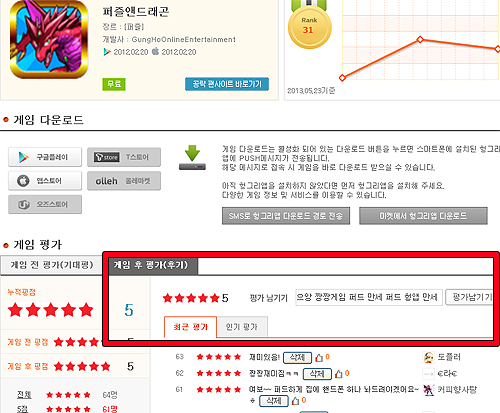 퍼즐앤드래곤
장르 : [퍼즐]
개발사 : GungHoOnlineEntertainment
2012.02.20 2012.02.20
무료
공략 팬사이트 바로가기
Rank
31
2013,05,23기준
게임 다운로드
구글플레이
T store T스토어
앱스토어
olleh 올레마켓
오즈스토어
게임 다운로드는 활성화 되어 있는 다운로드 버튼을 누르면 스마트폰에 설치된 헝그리
앱에 PUSH메시지가 전송됩니다.
해당 메시지로 접속 시 게임을 바로 다운로드 받으실 수 있습니다.
아직 헝그리앱을 설치하지 않았다면 먼저 헝그리앱을 설치해 주세요.
다양한 게임 정보 및 서비스를 이용할 수 있습니다.
SMS로 헝그리앱 다운로드 경로 전송
마켓에서 헝그리앱 다운로드
게임 평가
게임 전 평가(기대평)
게임 후 평가(후기)
누적평점
5
게임 전 평점 5
게임 후 평점 5
전체 64명
5점 61명
5 평가 남기기
으앙 짱짱게임 퍼드 만세 퍼드 헝앱 만세
평가남기기
최근 평가
인기 평가
63 재미있음! 삭제 0 도플러
62 짱장재미짐ㅋㅋ 삭제 0
61 여보~ 퍼드하게 집에 핸드폰 하나 놔드려야겠어요~ 커피향사탕
삭제 0